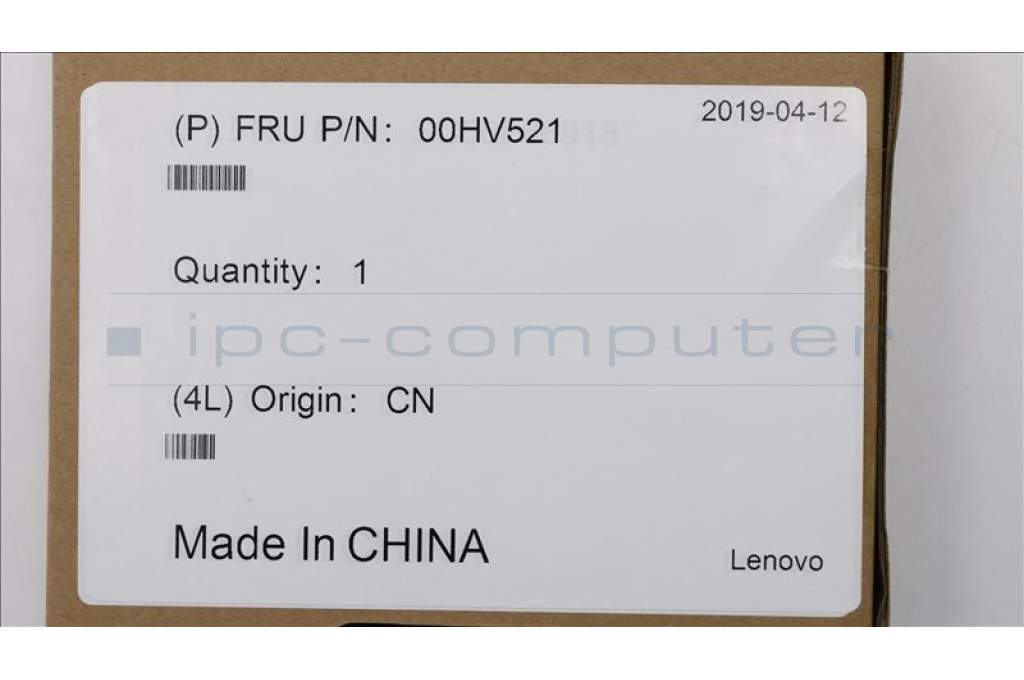 2019-04-12
(P) FRU P/N: 00HV521
Quantity: 1
ipc-computer
(4L) Origin: CN
Made In CHINA
Lenovo